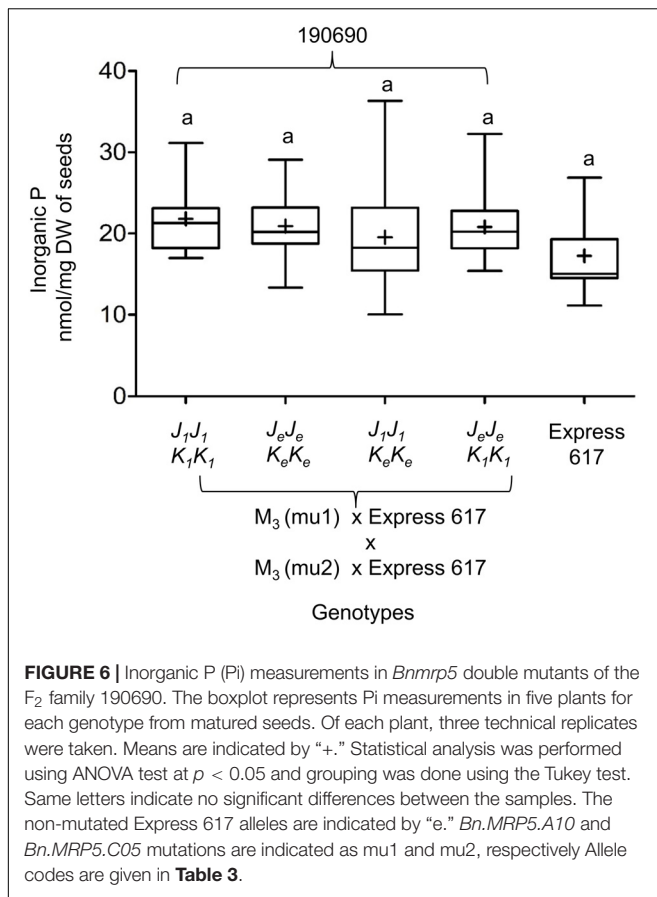 190690
40
30
20
10
0
Inorganic P
nmol/mg DW of seeds
a a a a a
J₁J₁ JₑJₑ J₁J₁ JₑJₑ Express
K₁K₁ KₑKₑ KₑKₑ K₁K₁ 617
M₃ (mu1) x Express 617
x
M₃ (mu2) x Express 617
Genotypes
FIGURE 6 | Inorganic P (Pi) measurements in Bnmrp5 double mutants of the
F₂ family 190690. The boxplot represents Pi measurements in five plants for
each genotype from matured seeds. Of each plant, three technical replicates
were taken. Means are indicated by “+.” Statistical analysis was performed
using ANOVA test at p < 0.05 and grouping was done using the Tukey test.
Same letters indicate no significant differences between the samples. The
non-mutated Express 617 alleles are indicated by “e.” Bn.MRP5.A10 and
Bn.MRP5.C05 mutations are indicated as mu1 and mu2, respectively Allele
codes are given in Table 3.